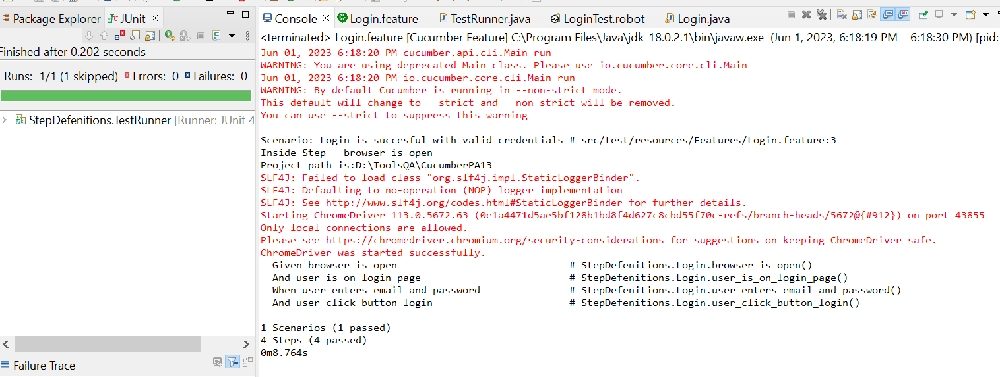 Package Explorer JUnit
Finished after 0.202 seconds
Runs: 1/1 (1 skipped) Errors: 0 Failures: 0
StepDefenitions.TestRunner [Runner: JUnit 4
Failure Trace
Console Login.feature TestRunner.java LoginTest.robot Login.java
<terminated> Login.feature [Cucumber Feature] C:\Program Files\Java\jdk-18.0.2.1\bin\javaw.exe (Jun 1, 2023, 6:18:19 PM – 6:18:30 PM) [pid:
Jun 01, 2023 6:18:20 PM cucumber.api.cli.Main run
WARNING: You are using deprecated Main class. Please use io.cucumber.core.cli.Main
Jun 01, 2023 6:18:20 PM io.cucumber.core.cli.Main run
WARNING: By default Cucumber is running in --non-strict mode.
This default will change to --strict and --non-strict will be removed.
You can use --strict to suppress this warning
Scenario: Login is succesful with valid credentials # src/test/resources/Features/Login.feature:3
Inside Step - browser is open
Project path is:D:\ToolsQA\CucumberPA13
SLF4J: Failed to load class "org.slf4j.impl.StaticLoggerBinder".
SLF4J: Defaulting to no-operation (NOP) logger implementation
SLF4J: See http://www.slf4j.org/codes.html#StaticLoggerBinder for further details.
Starting ChromeDriver 113.0.5672.63 (0e1a4471d5ae5bf128b1bd8f4d627c8cbd55f70c-refs/branch-heads/5672@{#912}) on port 43855
Only local connections are allowed.
Please see https://chromedriver.chromium.org/security-considerations for suggestions on keeping ChromeDriver safe.
ChromeDriver was started successfully.
Given browser is open # StepDefenitions.Login.browser_is_open()
And user is on login page # StepDefenitions.Login.user_is_on_login_page()
When user enters email and password # StepDefenitions.Login.user_enters_email_and_password()
And user click button login # StepDefenitions.Login.user_click_button_login()
1 Scenarios (1 passed)
4 Steps (4 passed)
0m8.764s